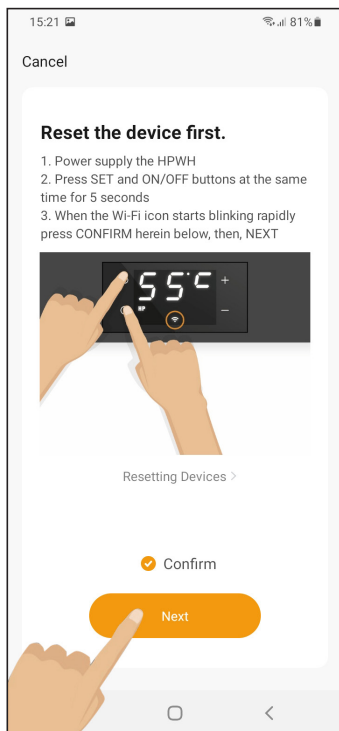 15:21 81%
Cancel
Reset the device first.
1. Power supply the HPWH
2. Press SET and ON/OFF buttons at the same
time for 5 seconds
3. When the Wi-Fi icon starts blinking rapidly
press CONFIRM herein below, then, NEXT
55°C +
HP −
Resetting Devices >
Confirm
Next